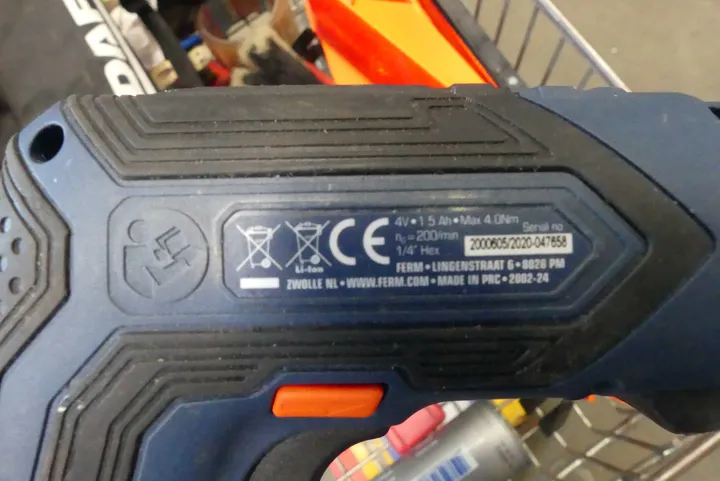 DAF
4V • 1.5 Ah • Max 4.0Nm
n₀=200/min
1/4" Hex
Serial no
2000605/2020-047658
Li-Ion
CE
FERM • LINGENSTRAAT 6 • 8028 PM
ZWOLLE NL • WWW.FERM.COM • MADE IN PRC • 2002-24